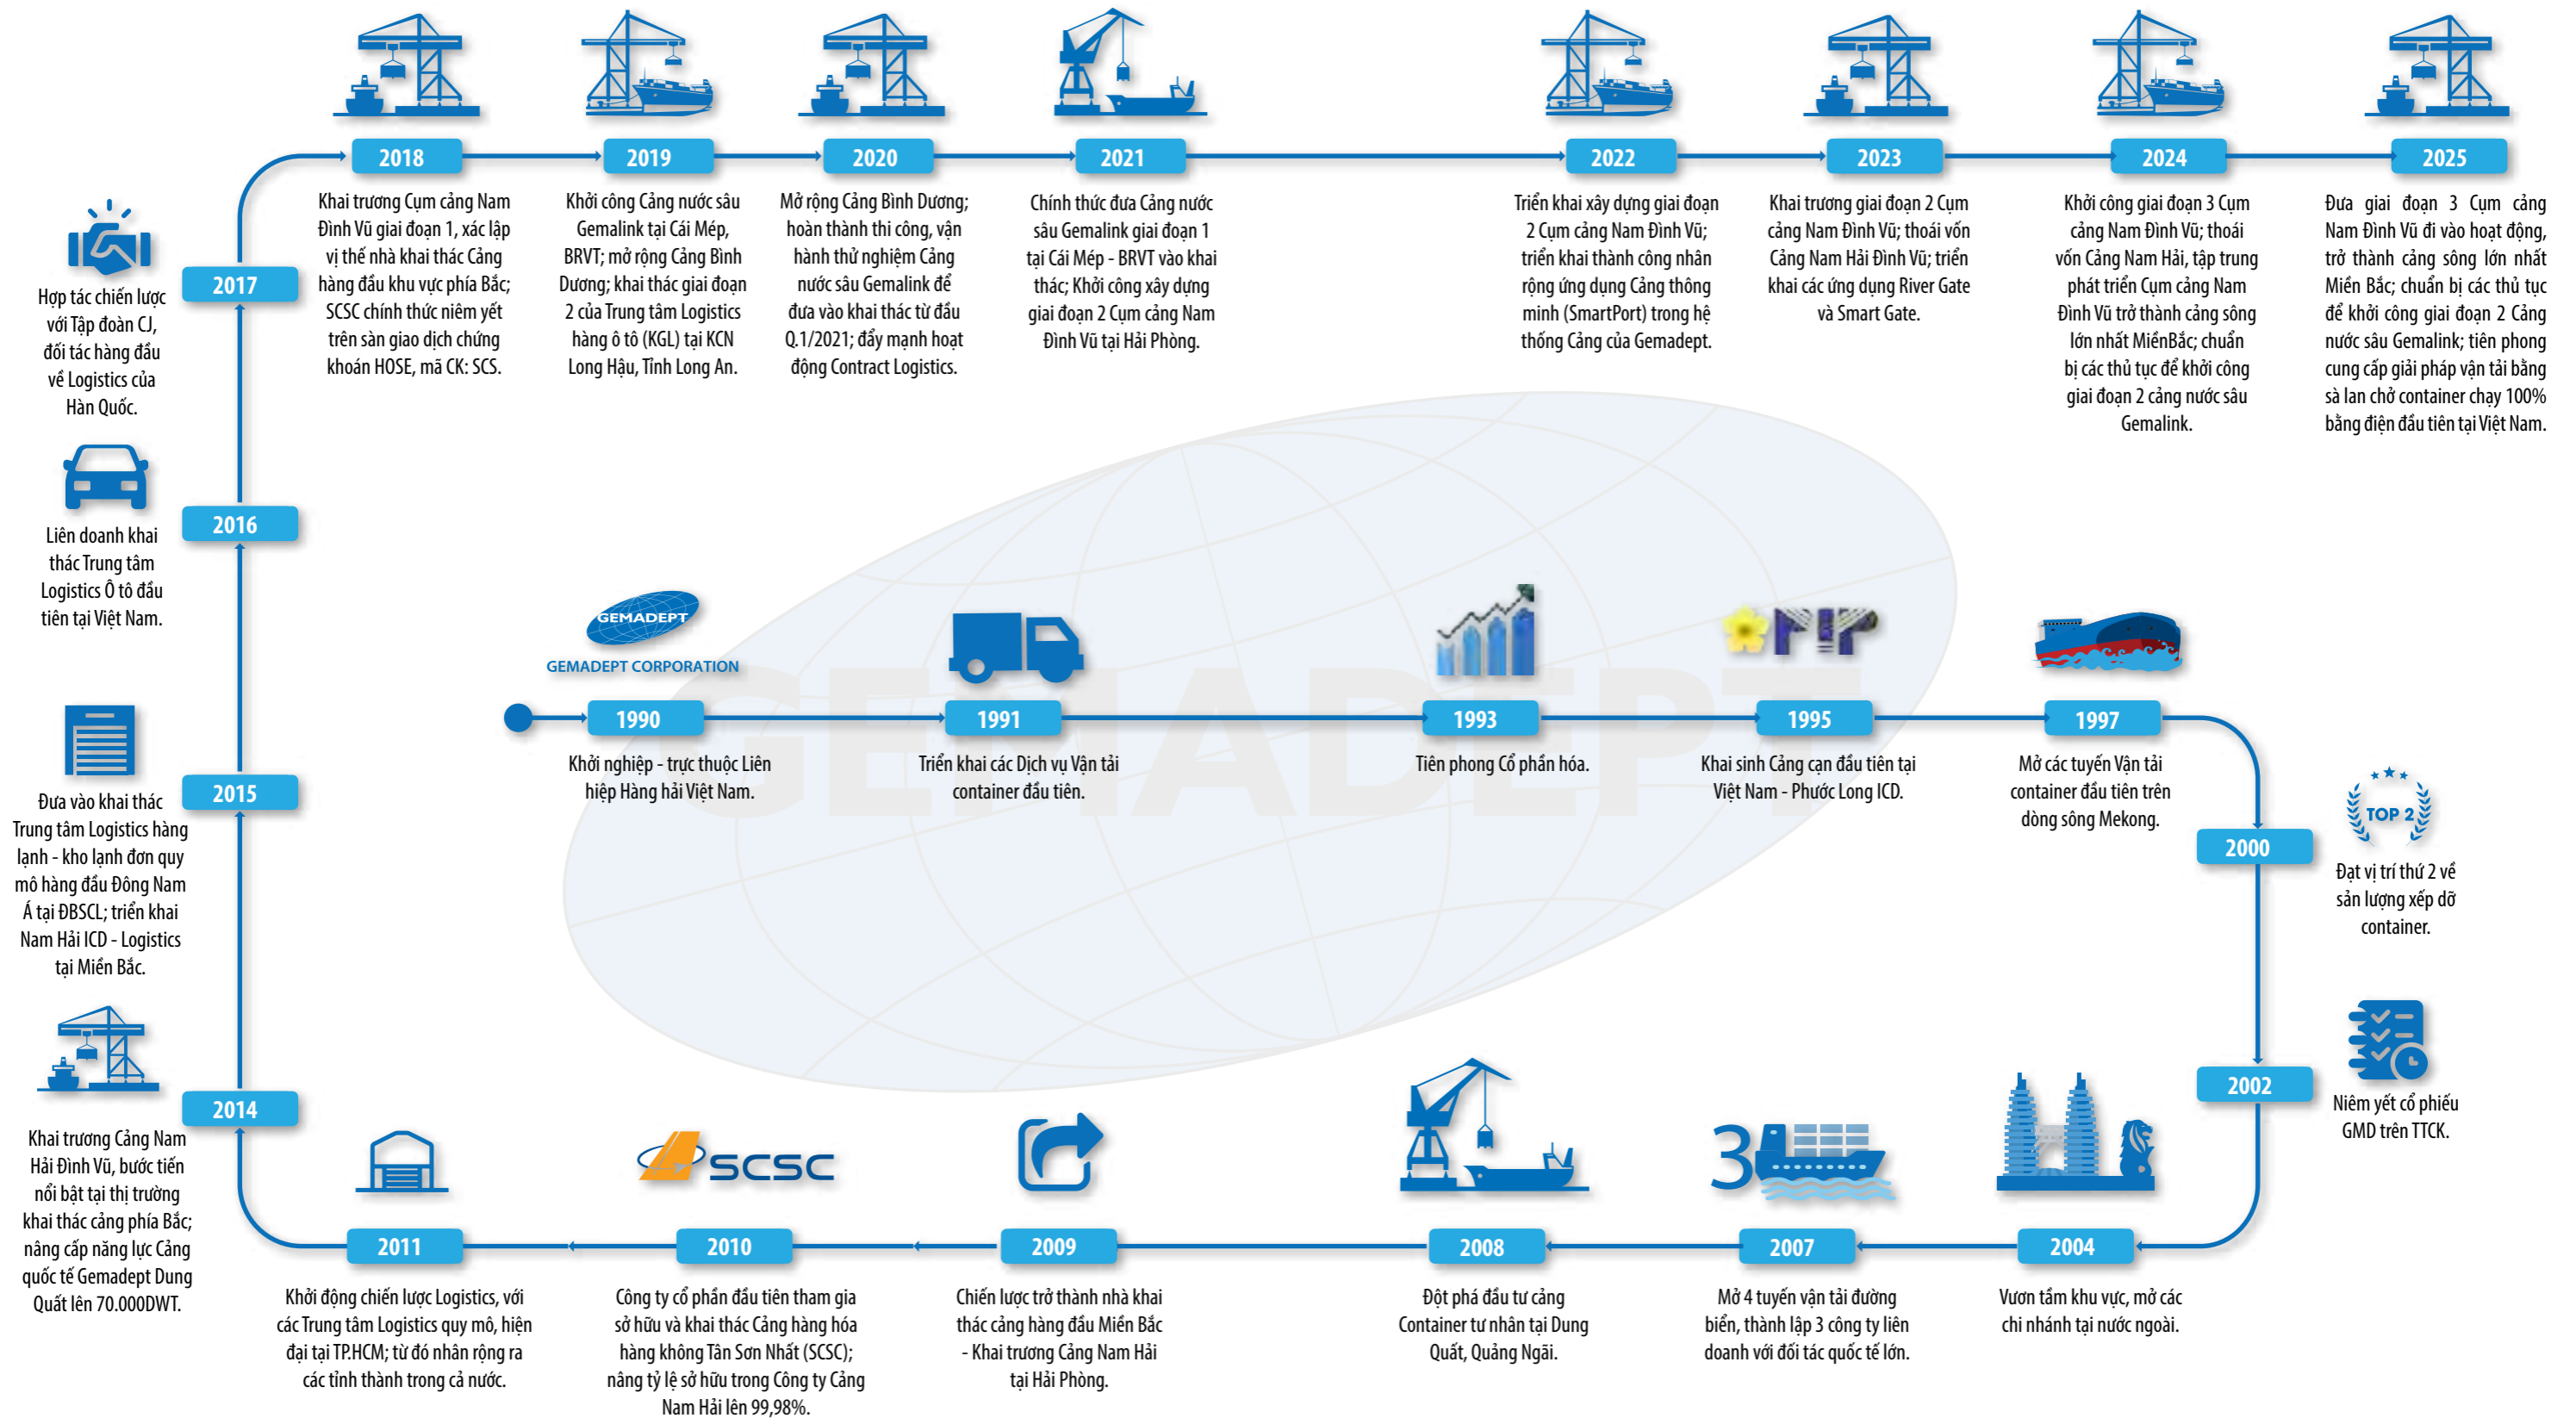 GEMADEPT
GEMADEPT CORPORATION
1990
Khởi nghiệp - trực thuộc Liên
hiệp Hàng hải Việt Nam.
1991
Triển khai các Dịch vụ Vận tải
container đầu tiên.
1993
Tiên phong Cổ phần hóa.
PIP
1995
Khai sinh Cảng cạn đầu tiên tại
Việt Nam - Phước Long ICD.
1997
Mở các tuyến Vận tải
container đầu tiên trên
dòng sông Mekong.
GEMADEPT
2000
TOP 2
Đạt vị trí thứ 2 về
sản lượng xếp dỡ
container.
2002
Niêm yết cổ phiếu
GMD trên TTCK.
2004
Vươn tầm khu vực, mở các
chi nhánh tại nước ngoài.
3
2007
Mở 4 tuyến vận tải đường
biển, thành lập 3 công ty liên
doanh với đối tác quốc tế lớn.
2008
Đột phá đầu tư cảng
Container tư nhân tại Dung
Quất, Quảng Ngãi.
2009
Chiến lược trở thành nhà khai
thác cảng hàng đầu Miền Bắc
- Khai trương Cảng Nam Hải
tại Hải Phòng.
SCSC
2010
Công ty cổ phần đầu tiên tham gia
sở hữu và khai thác Cảng hàng hóa
hàng không Tân Sơn Nhất (SCSC);
nâng tỷ lệ sở hữu trong Công ty Cảng
Nam Hải lên 99,98%.
2011
Khởi động chiến lược Logistics, với
các Trung tâm Logistics quy mô, hiện
đại tại TP.HCM; từ đó nhân rộng ra
các tỉnh thành trong cả nước.
2014
Khai trương Cảng Nam
Hải Đình Vũ, bước tiến
nổi bật tại thị trường
khai thác cảng phía Bắc;
nâng cấp năng lực Cảng
quốc tế Gemadept Dung
Quất lên 70.000DWT.
2015
Đưa vào khai thác
Trung tâm Logistics hàng
lạnh - kho lạnh đơn quy
mô hàng đầu Đông Nam
Á tại ĐBSCL; triển khai
Nam Hải ICD - Logistics
tại Miền Bắc.
2016
Liên doanh khai
thác Trung tâm
Logistics Ô tô đầu
tiên tại Việt Nam.
2017
Hợp tác chiến lược
với Tập đoàn CJ,
đối tác hàng đầu
về Logistics của
Hàn Quốc.
2018
Khai trương Cụm cảng Nam
Đình Vũ giai đoạn 1, xác lập
vị thế nhà khai thác Cảng
hàng đầu khu vực phía Bắc;
SCSC chính thức niêm yết
trên sàn giao dịch chứng
khoán HOSE, mã CK: SCS.
2019
Khởi công Cảng nước sâu
Gemalink tại Cái Mép,
BRVT; mở rộng Cảng Bình
Dương; khai thác giai đoạn
2 của Trung tâm Logistics
hàng ô tô (KGL) tại KCN
Long Hậu, Tỉnh Long An.
2020
Mở rộng Cảng Bình Dương;
hoàn thành thi công, vận
hành thử nghiệm Cảng
nước sâu Gemalink để
đưa vào khai thác từ đầu
Q.1/2021; đẩy mạnh hoạt
động Contract Logistics.
2021
Chính thức đưa Cảng nước
sâu Gemalink giai đoạn 1
tại Cái Mép - BRVT vào khai
thác; Khởi công xây dựng
giai đoạn 2 Cụm cảng Nam
Đình Vũ tại Hải Phòng.
2022
Triển khai xây dựng giai đoạn
2 Cụm cảng Nam Đình Vũ;
triển khai thành công nhân
rộng ứng dụng Cảng thông
minh (SmartPort) trong hệ
thống Cảng của Gemadept.
2023
Khai trương giai đoạn 2 Cụm
cảng Nam Đình Vũ; thoái vốn
Cảng Nam Hải Đình Vũ; triển
khai các ứng dụng River Gate
và Smart Gate.
2024
Khởi công giai đoạn 3 Cụm
cảng Nam Đình Vũ; thoái
vốn Cảng Nam Hải, tập trung
phát triển Cụm cảng Nam
Đình Vũ trở thành cảng sông
lớn nhất MiềnBắc; chuẩn
bị các thủ tục để khởi công
giai đoạn 2 cảng nước sâu
Gemalink.
2025
Đưa giai đoạn 3 Cụm cảng
Nam Đình Vũ đi vào hoạt động,
trở thành cảng sông lớn nhất
Miền Bắc; chuẩn bị các thủ tục
để khởi công giai đoạn 2 Cảng
nước sâu Gemalink; tiên phong
cung cấp giải pháp vận tải bằng
sà lan chở container chạy 100%
bằng điện đầu tiên tại Việt Nam.